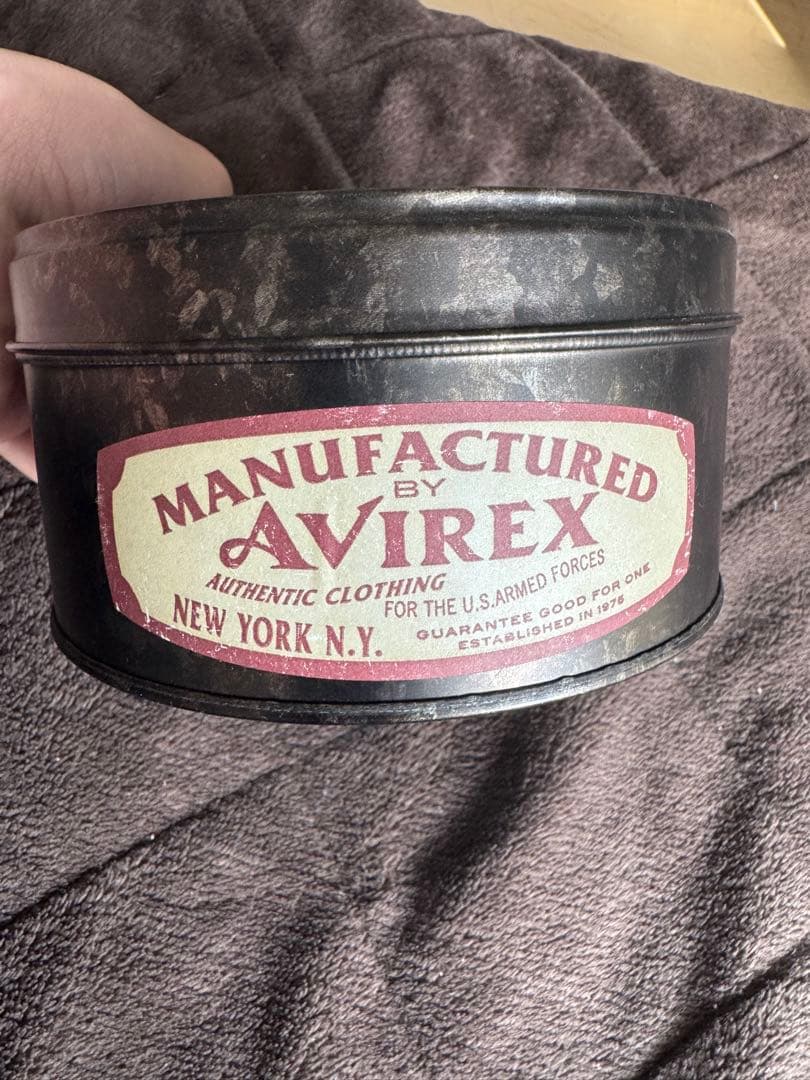 MANUFACTURED
BY
AVIREX
AUTHENTIC CLOTHING
FOR THE U.S.ARMED FORCES
NEW YORK N.Y.
GUARANTEE GOOD FOR ONE
ESTABLISHED IN 1975